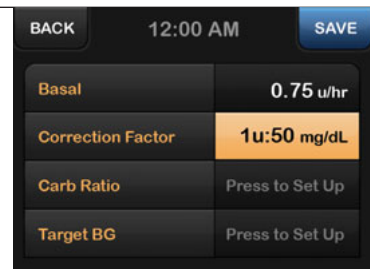 BACK 12:00 AM SAVE
Basal 0.75 u/hr
Correction Factor 1u:50 mg/dL
Carb Ratio Press to Set Up
Target BG Press to Set Up